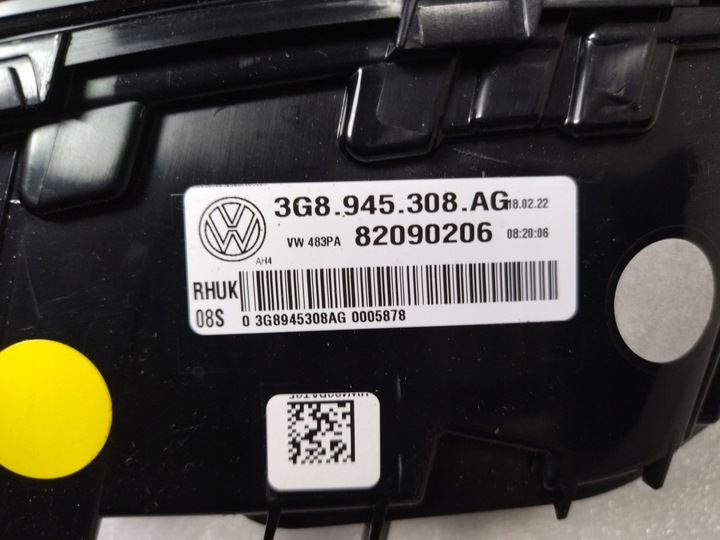 3G8.945.308.AG 18.02.22
VW 483PA 82090206 08:20:06
AH4
RHUK
08S 0 3G8945308AG 0005878